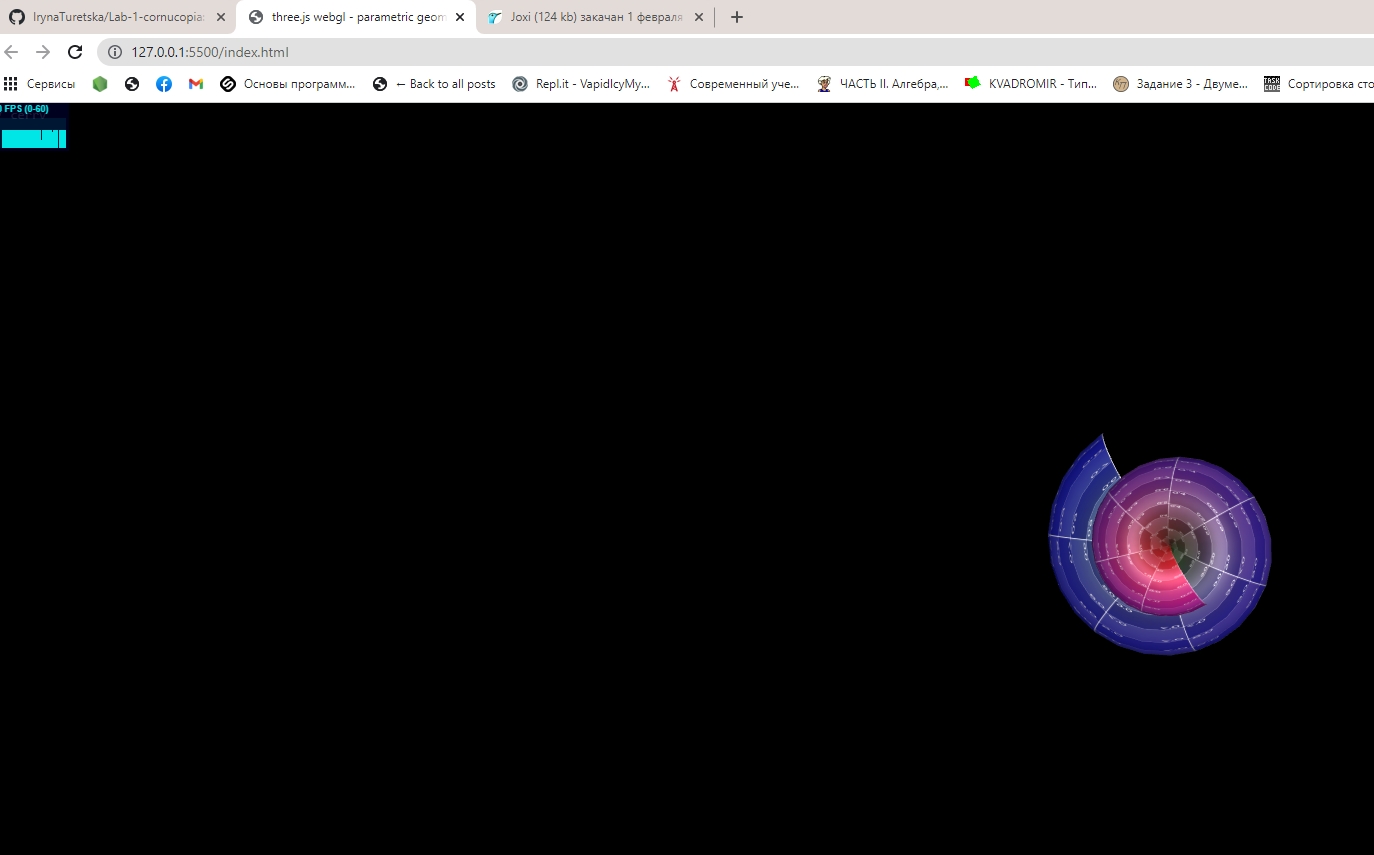 IrynaTuretska/Lab-1-cornucopia:
three.js webgl - parametric geom
Joxi (124 kb) закачан 1 февраля
127.0.0.1:5500/index.html
Сервисы
Основы программ...
← Back to all posts
Repl.it - VapidIcyMy...
Современный уче...
ЧАСТЬ II. Алгебра,...
KVADROMIR - Тип...
Задание 3 - Двуме...
TASK CODE
Сортировка сто
FPS (0-60)